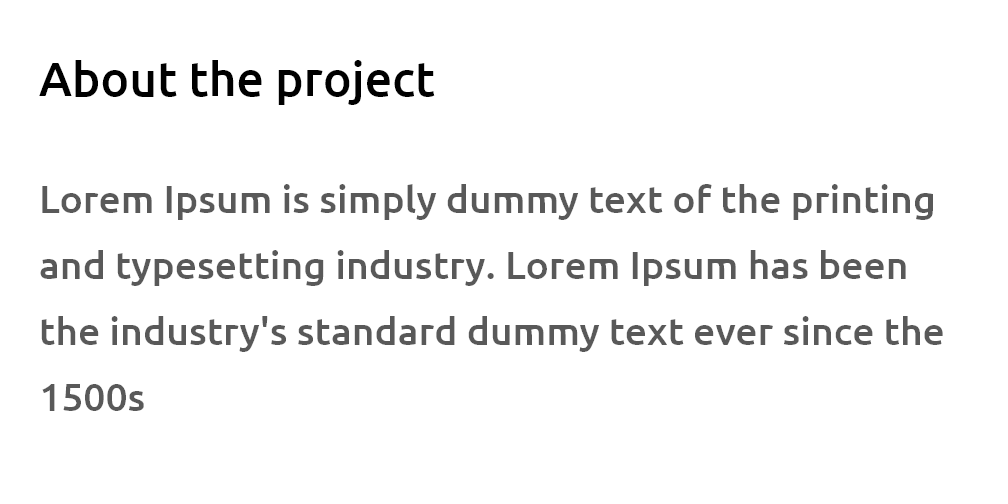 About the project
Lorem Ipsum is simply dummy text of the printing
and typesetting industry. Lorem Ipsum has been
the industry's standard dummy text ever since the
1500s